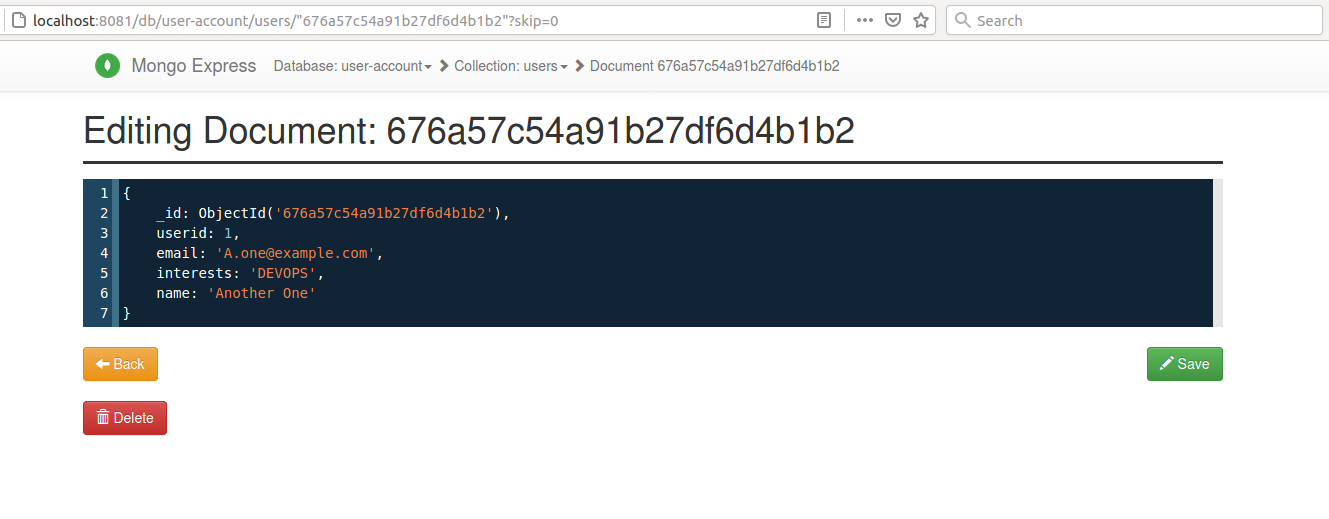 localhost:8081/db/user-account/users/"676a57c54a91b27df6d4b1b2"?skip=0
Search
Mongo Express Database: user-account Collection: users Document 676a57c54a91b27df6d4b1b2
Editing Document: 676a57c54a91b27df6d4b1b2
1 {
2 _id: ObjectId('676a57c54a91b27df6d4b1b2'),
3 userid: 1,
4 email: 'A.one@example.com',
5 interests: 'DEVOPS',
6 name: 'Another One'
7 }
Back
Save
Delete